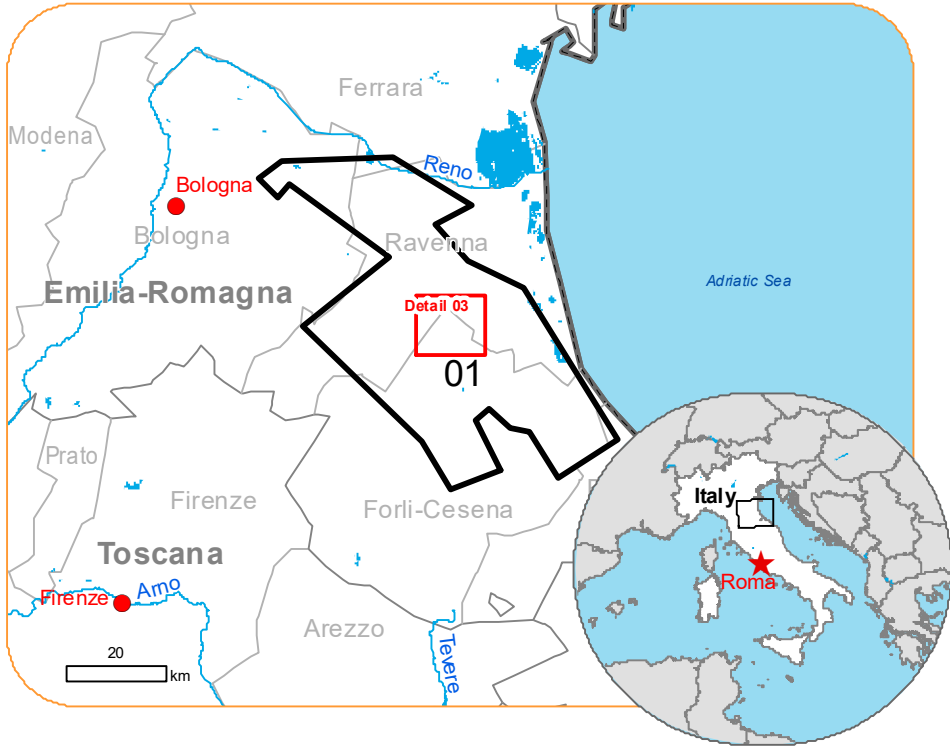 Ferrara
Modena
Reno
Bologna
Bologna
Ravenna
Emilia-Romagna
Adriatic Sea
Detail 03
01
Prato
Firenze
Forli-Cesena
Italy
Toscana
Roma
Firenze
Arno
Arezzo
Tevere
20
km